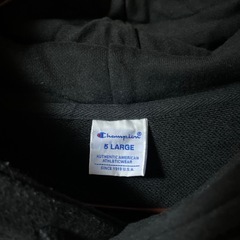 Champion
S LARGE
AUTHENTIC AMERICAN
ATHLETICWEAR
SINCE 1919 U.S.A.